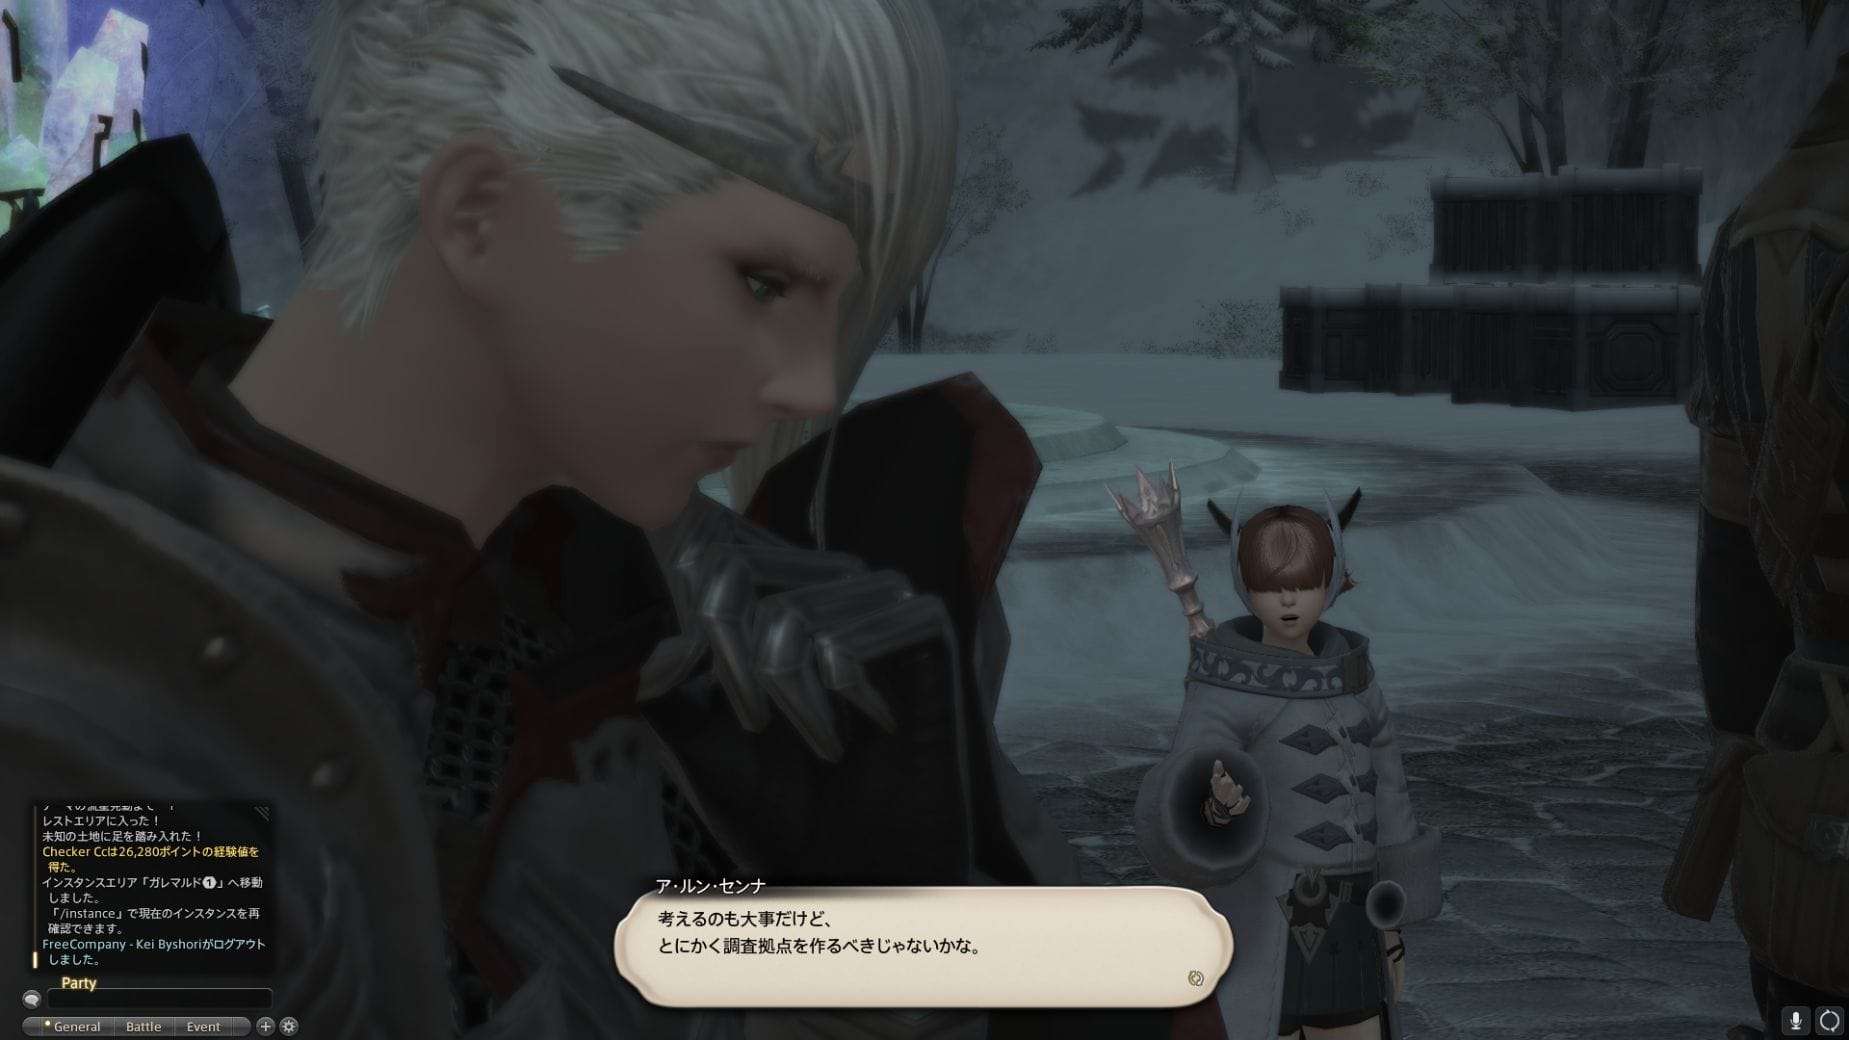 レストエリアに入った！
未知の土地に足を踏み入れた！
Checker Ccは26,280ポイントの経験値を
得た。
インスタンスエリア「ガレマルド❶」へ移動
しました。
「/instance」で現在のインスタンスを再
確認できます。
FreeCompany - Kei Byshoriがログアウト
しました。
Party
General Battle Event
ア・ルン・センナ
考えるのも大事だけど、
とにかく調査拠点を作るべきじゃないかな。